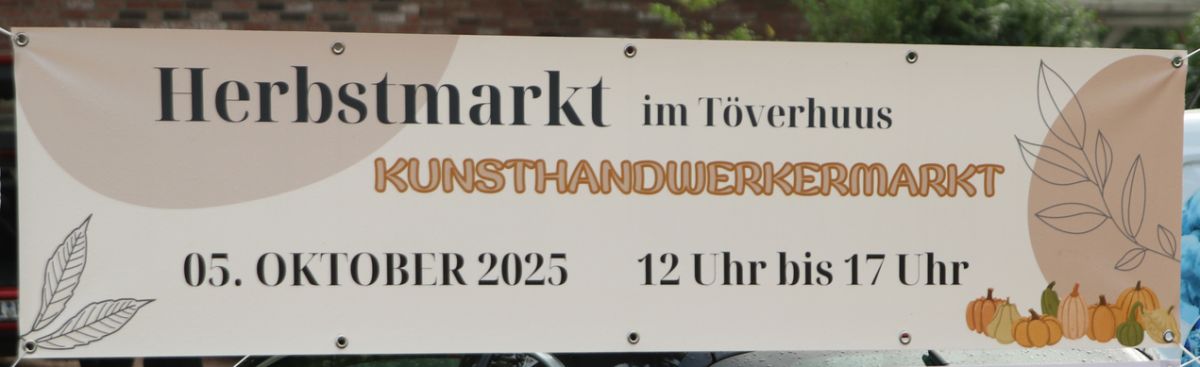 Herbstmarkt im Töverhuus
KUNSTHANDWERKERMARKT
05. OKTOBER 2025 12 Uhr bis 17 Uhr